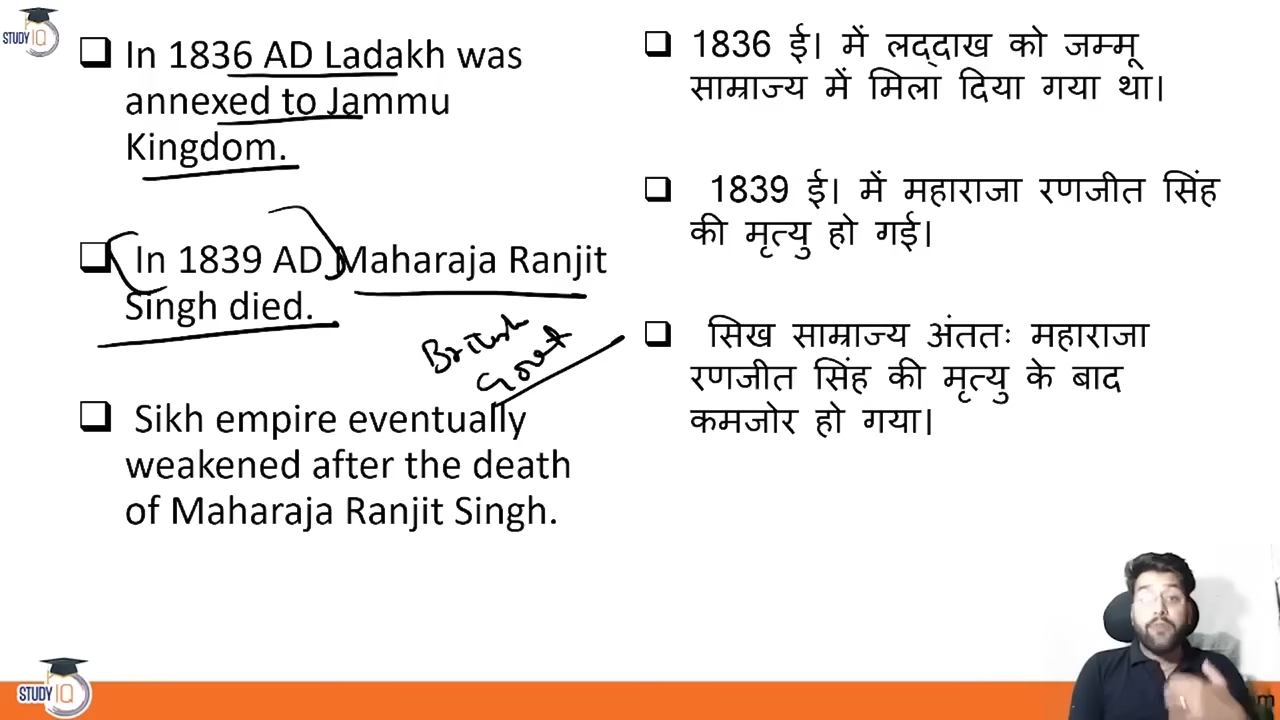 STUDY IQ
❑ In 1836 AD Ladakh was
annexed to Jammu
Kingdom.
❑ In 1839 AD Maharaja Ranjit
Singh died.
British
Govt
❑ Sikh empire eventually
weakened after the death
of Maharaja Ranjit Singh.
❑ 1836 ई। में लद्दाख को जम्मू
साम्राज्य में मिला दिया गया था।
❑ 1839 ई। में महाराजा रणजीत सिंह
की मृत्यु हो गई।
❑ सिख साम्राज्य अंततः महाराजा
रणजीत सिंह की मृत्यु के बाद
कमजोर हो गया।
STUDY IQ